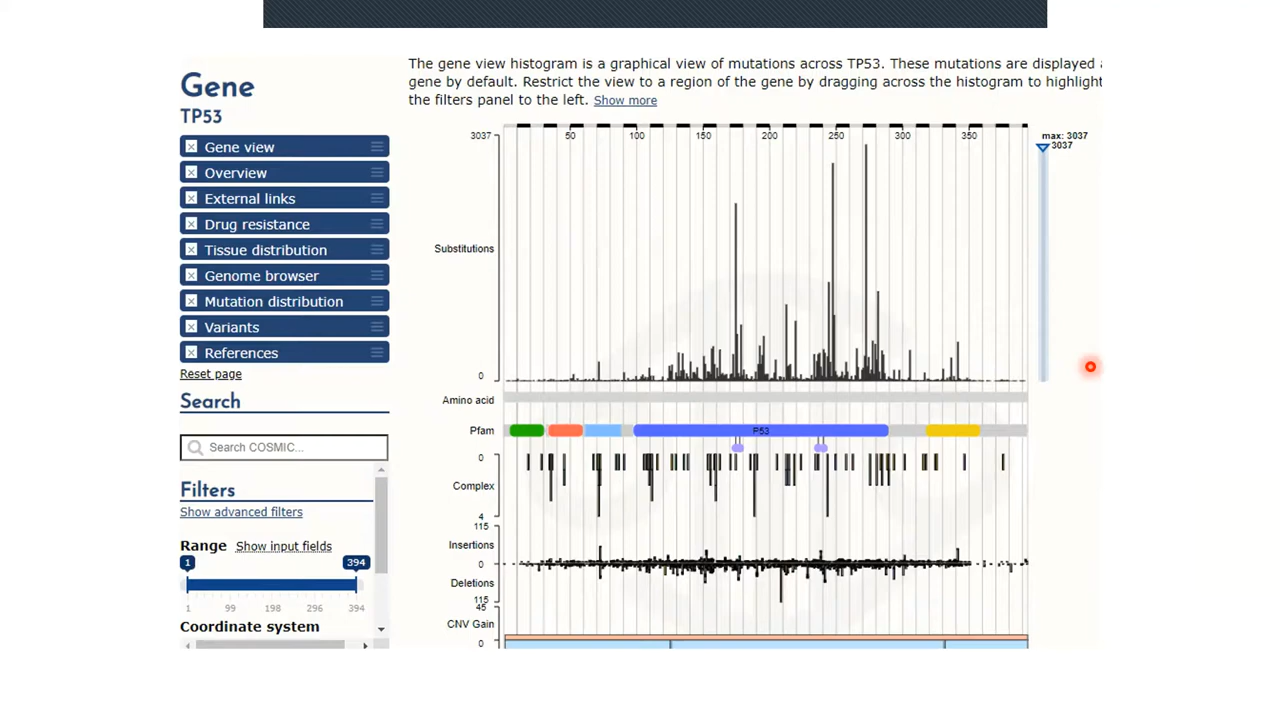 The gene view histogram is a graphical view of mutations across TP53. These mutations are displayed
gene by default. Restrict the view to a region of the gene by dragging across the histogram to highlight
the filters panel to the left. Show more
Gene
TP53
Gene view
Overview
External links
Drug resistance
Tissue distribution
Genome browser
Mutation distribution
Variants
References
Reset page
Search
Search COSMIC...
Filters
Show advanced filters
Range Show input fields
1 394
1 99 198 296 394
Coordinate system
3037 50 100 150 200 250 300 350 max: 3037
3037
Substitutions
0
Amino acid
Pfam P53
0
Complex
4
115
Insertions
0
Deletions
115
45
CNV Gain
0